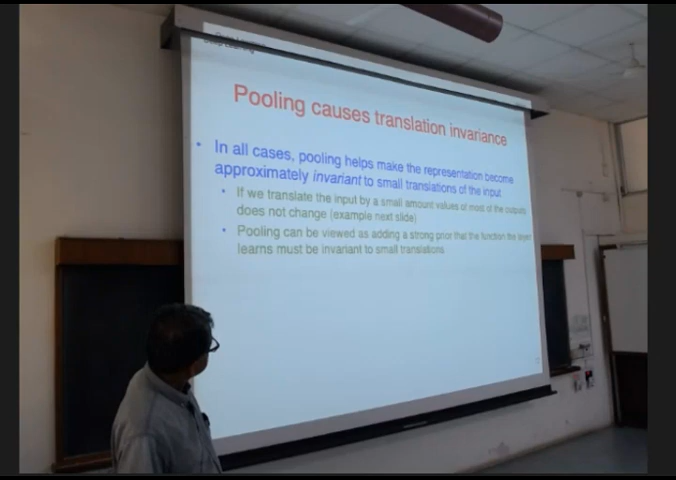 Deep Learning
Pooling causes translation invariance
• In all cases, pooling helps make the representation become
approximately invariant to small translations of the input
• If we translate the input by a small amount values of most of the outputs
does not change (example next slide)
• Pooling can be viewed as adding a strong prior that the function the layer
learns must be invariant to small translations